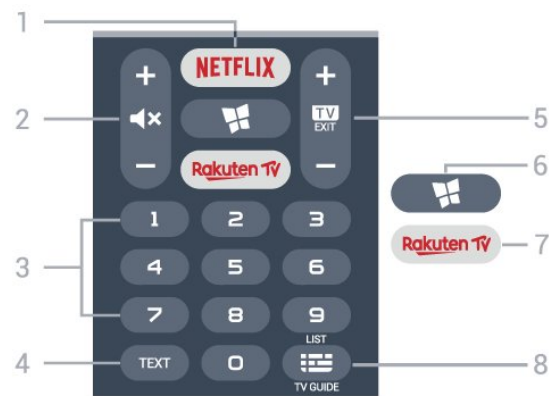 1
NETFLIX
+ +
2 TV 5
EXIT
6
− −
Rakuten TV
1 2 3
Rakuten TV 7
3
4 5 6
7 8 9
LIST
4 TEXT 0 8
TV GUIDE